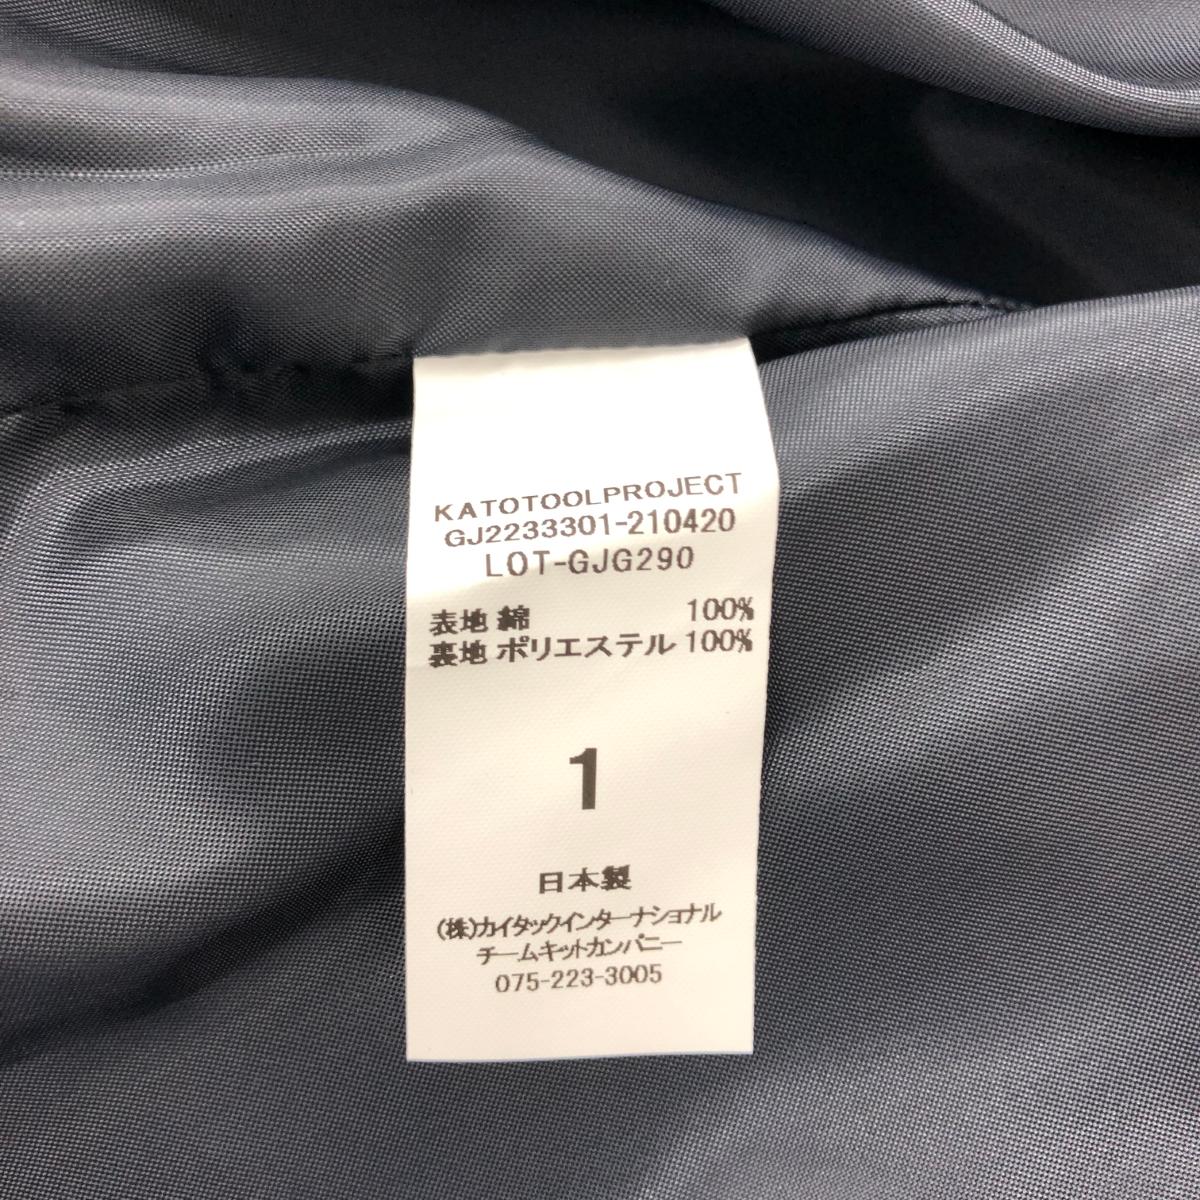 KATOTOOLPROJECT
GJ2233301-210420
LOT-GJG290
表地 綿 100%
裏地 ポリエステル 100%
1
日本製
(株)カイタックインターナショナル
チームキットカンパニー
075-223-3005